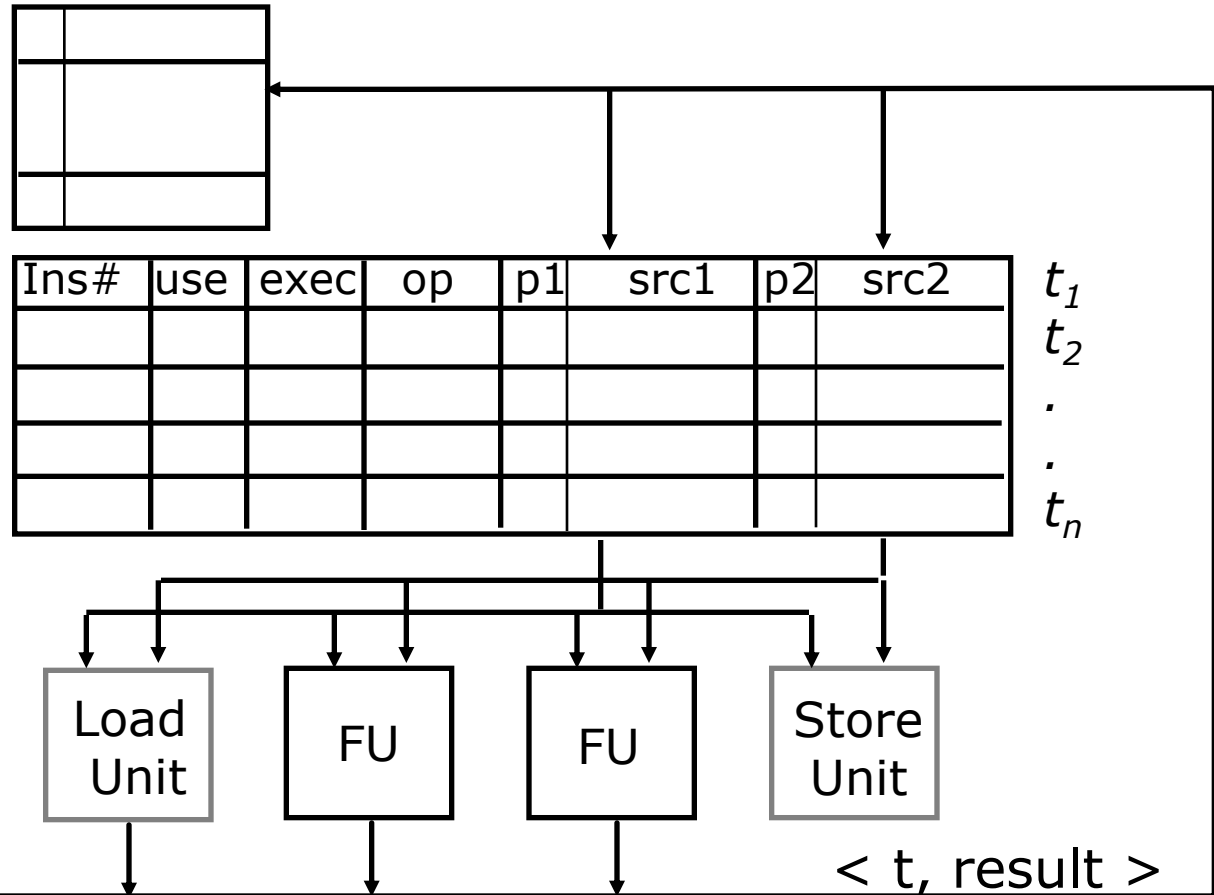 Ins# use exec op p1 src1 p2 src2 t1
t2
.
.
tn
Load Unit
FU
FU
Store Unit
< t, result >